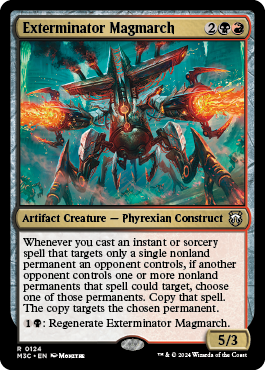 Exterminator Magmarch 2
Artifact Creature — Phyrexian Construct
Whenever you cast an instant or sorcery
spell that targets only a single nonland
permanent an opponent controls, if another
opponent controls one or more nonland
permanents that spell could target, choose
one of those permanents. Copy that spell.
The copy targets the chosen permanent.
1: Regenerate Exterminator Magmarch.
5/3
R 0124
M3C • EN
™ & © 2024 Wizards of the Coast